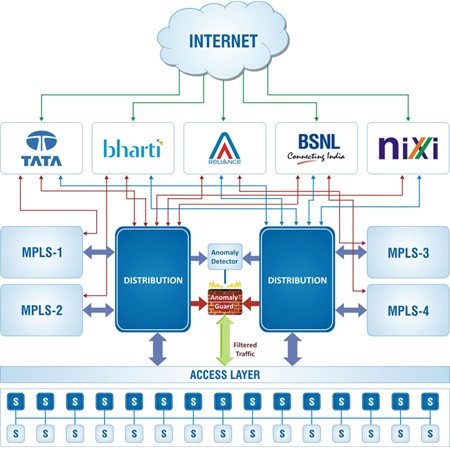 INTERNET
TATA
bharti
RELIANCE
BSNL
Connecting India
nixi
MPLS-1
MPLS-2
DISTRIBUTION
Anomaly
Detector
Anomaly
Guard
DISTRIBUTION
MPLS-3
MPLS-4
Filtered
Traffic
ACCESS LAYER
S S S S S S S S S S S S S S S
S S S S S S S S S S S S S S S